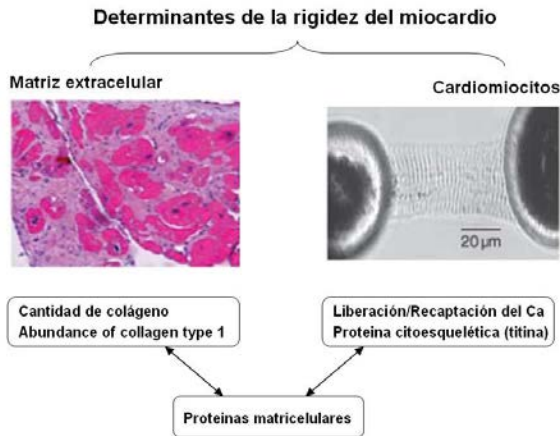 Determinantes de la rigidez del miocardio
Matriz extracelular
Cardiomiocitos
20 µm
Cantidad de colágeno
Abundance of collagen type 1
Liberación/Recaptación del Ca
Proteina citoesquelética (titina)
Proteinas matricelulares